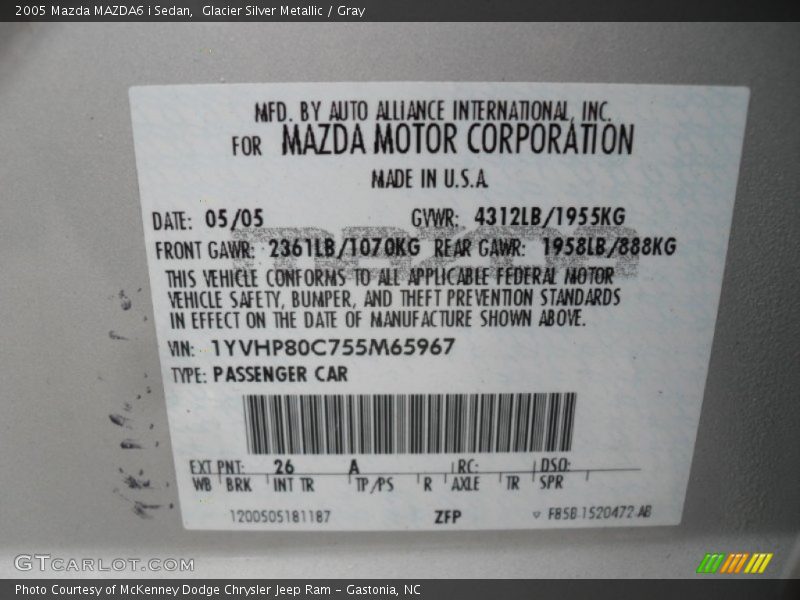 2005 Mazda MAZDA6 i Sedan,  Glacier Silver Metallic / Gray
MFD. BY AUTO ALLIANCE INTERNATIONAL, INC.
FOR MAZDA MOTOR CORPORATION
MADE IN U.S.A.
DATE: 05/05 GVWR: 4312LB/1955KG
FRONT GAWR: 2361LB/1070KG REAR GAWR: 1958LB/888KG
THIS VEHICLE CONFORMS TO ALL APPLICABLE FEDERAL MOTOR
VEHICLE SAFETY, BUMPER, AND THEFT PREVENTION STANDARDS
IN EFFECT ON THE DATE OF MANUFACTURE SHOWN ABOVE.
VIN: 1YVHP80C755M65967
TYPE: PASSENGER CAR
EXT PNT: 26 A RC: DSO:
WB BRK INT TR TP/PS R AXLE TR SPR
1200505181187 ZFP F85B-1520472-AB
GTCARLOT.COM
Photo Courtesy of McKenney Dodge Chrysler Jeep Ram - Gastonia, NC